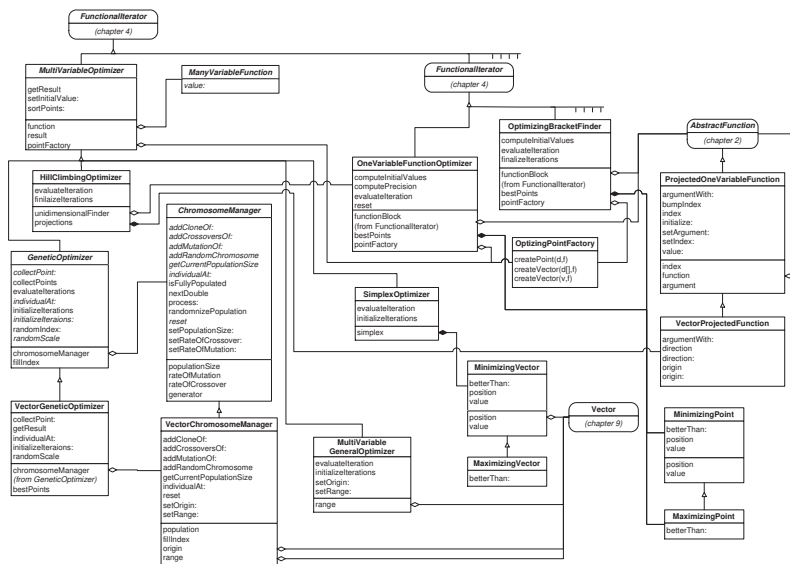 FunctionalIterator
(chapter 4)
MultiVariableOptimizer
getResult
setInitialValue:
sortPoints:
function
result
pointFactory
ManyVariableFunction
value:
FunctionalIterator
(chapter 4)
OptimizingBracketFinder
computeInitialValues
evaluateIteration
finalizeIterations
functionBlock
(from FunctionalIterator)
bestPoints
pointFactory
AbstractFunction
(chapter 2)
HillClimbingOptimizer
evaluateIteration
finilaizeIterations
unidimensionalFinder
projections
OneVariableFunctionOptimizer
computeInitialValues
computePrecision
evaluateIteration
reset
functionBlock
(from FunctionalIterator)
bestPoints
pointFactory
ProjectedOneVariableFunction
argumentWith:
bumpIndex
index
initialize:
setArgument:
setIndex:
value:
index
function
argument
ChromosomeManager
addCloneOf:
addCrossoversOf:
addMutationOf:
addRandomChromosome
getCurrentPopulationSize
individualAt:
isFullyPopulated
nextDouble
process:
randomnizePopulation
reset
setPopulationSize:
setRateOfCrossover:
setRateOfMutation:
populationSize
rateOfMutation
rateOfCrossover
generator
OptizingPointFactory
createPoint(d,f)
createVector(d[],f)
createVector(v,f)
GeneticOptimizer
collectPoint:
collectPoints
evaluateIterations
individualAt:
initializeIterations
initializeIterations:
randomIndex:
randomScale
chromosomeManager
fillIndex
SimplexOptimizer
evaluateIteration
initializeIterations
simplex
VectorProjectedFunction
argumentWith:
direction
direction:
origin
origin:
MinimizingVector
betterThan:
position
value
position
value
VectorGeneticOptimizer
collectPoint:
getResult
individualAt:
initializeIteraions:
randomScale
chromosomeManager
(from GeneticOptimizer)
bestPoints
Vector
(chapter 9)
MinimizingPoint
betterThan:
position
value
position
value
VectorChromosomeManager
addCloneOf:
addCrossoversOf:
addMutationOf:
addRandomChromosome
getCurrentPopulationSize
individualAt:
reset
setOrigin:
setRange:
population
fillIndex
origin
range
MultiVariable
GeneralOptimizer
evaluateIteration
initializeIterations
setOrigin:
setRange:
range
MaximizingVector
betterThan:
MaximizingPoint
betterThan: